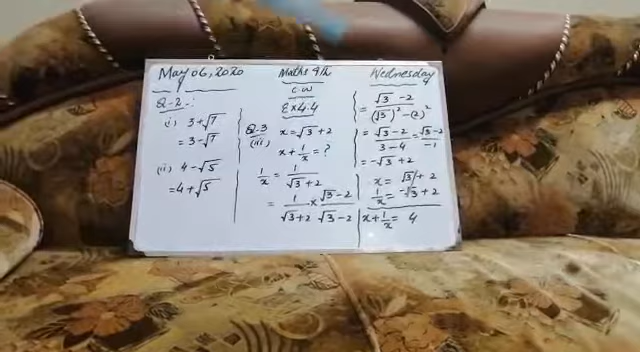 May 06, 2020
Maths 9th
Wednesday
C.W
Ex 4.4
Q-2-:
(i) 3+√7
= 3-√7
(ii) 4-√5
= 4+√5
Q-3
(iii) x = √3+2
x+1/x = ?
1/x = 1/(√3+2)
= 1/(√3+2) × (√3-2)/(√3-2)
= (√3-2)/((√3)²-(2)²)
= (√3-2)/(3-4) = (√3-2)/-1
= -√3+2
x = √3+2
1/x = -√3+2
x+1/x = 4